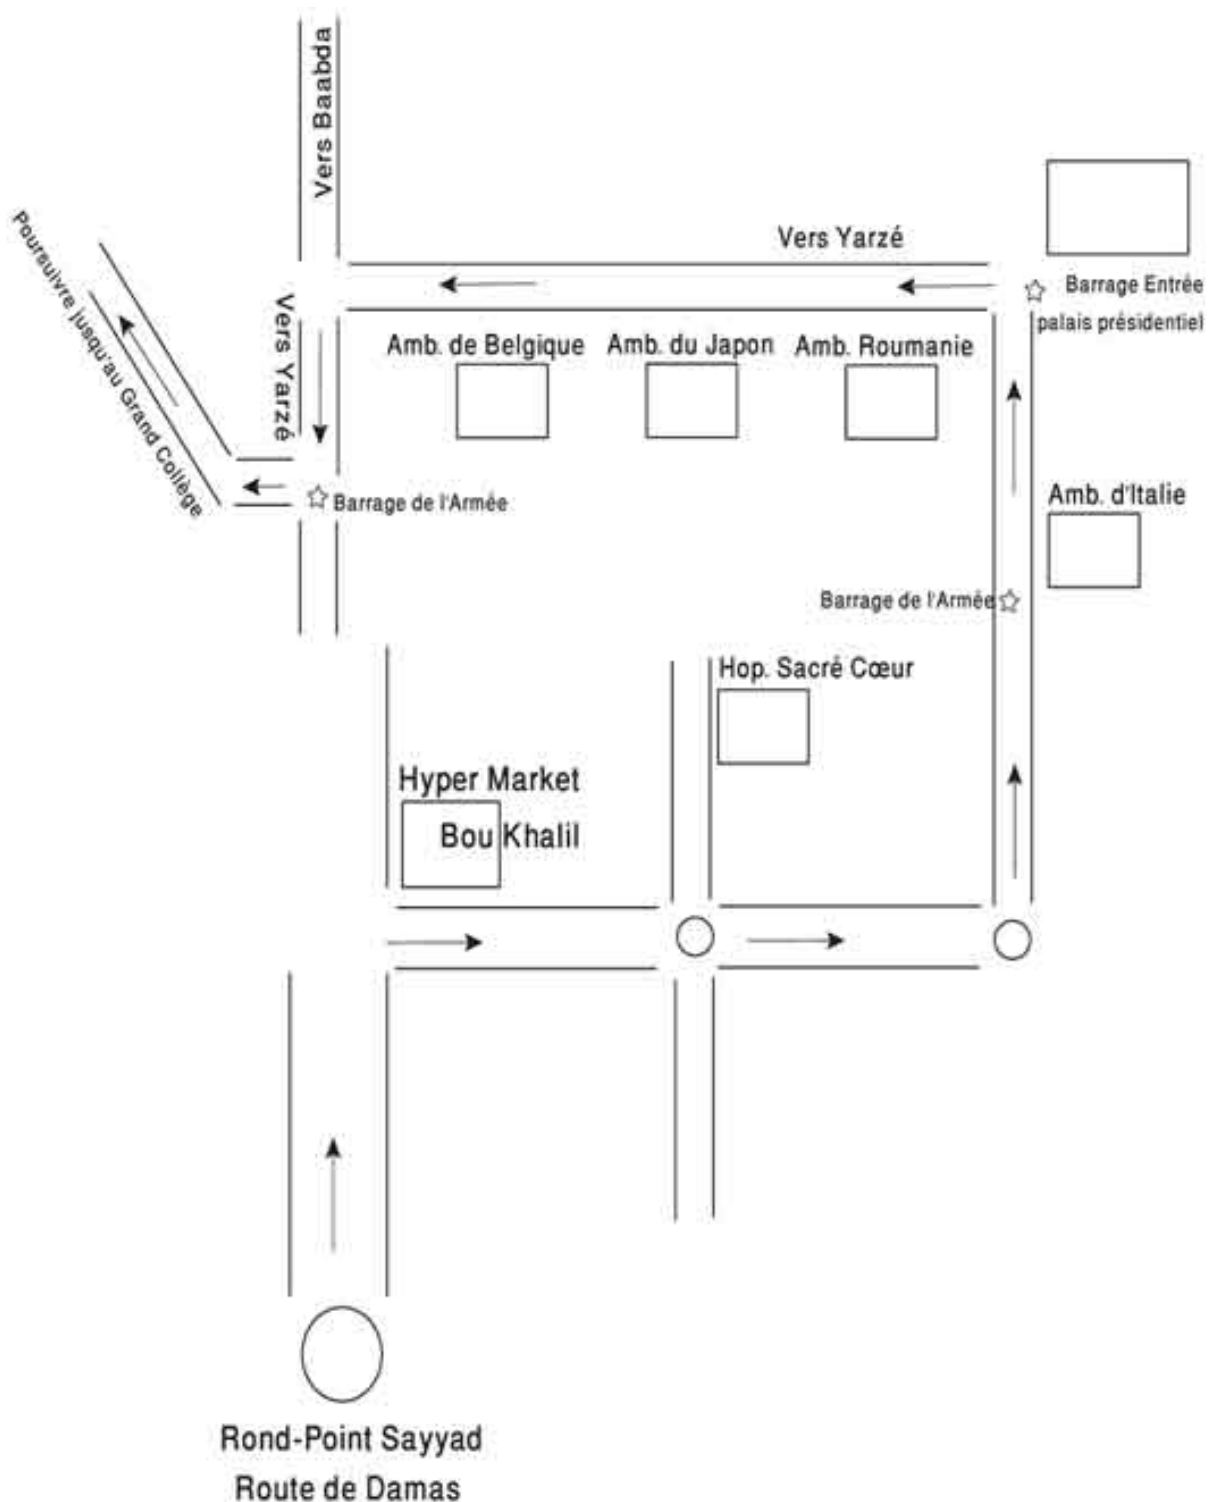 Vers Baabda
Poursuivre jusqu'au Grand Collège
Vers Yarzé
Vers Yarzé
Barrage Entrée
palais présidentiel
Amb. de Belgique
Amb. du Japon
Amb. Roumanie
Barrage de l'Armée
Amb. d'Italie
Barrage de l'Armée
Hop. Sacré Cœur
Hyper Market
Bou Khalil
Rond-Point Sayyad
Route de Damas